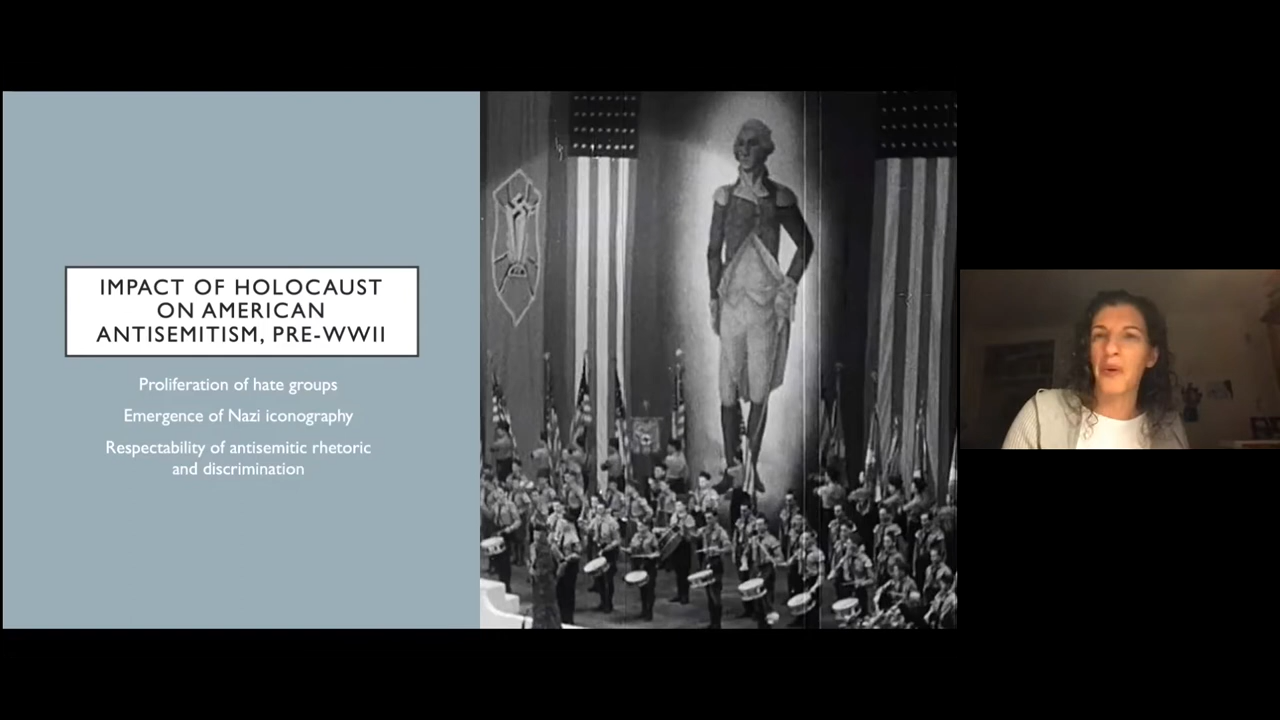 IMPACT OF HOLOCAUST
ON AMERICAN
ANTISEMITISM, PRE-WWII
Proliferation of hate groups
Emergence of Nazi iconography
Respectability of antisemitic rhetoric
and discrimination